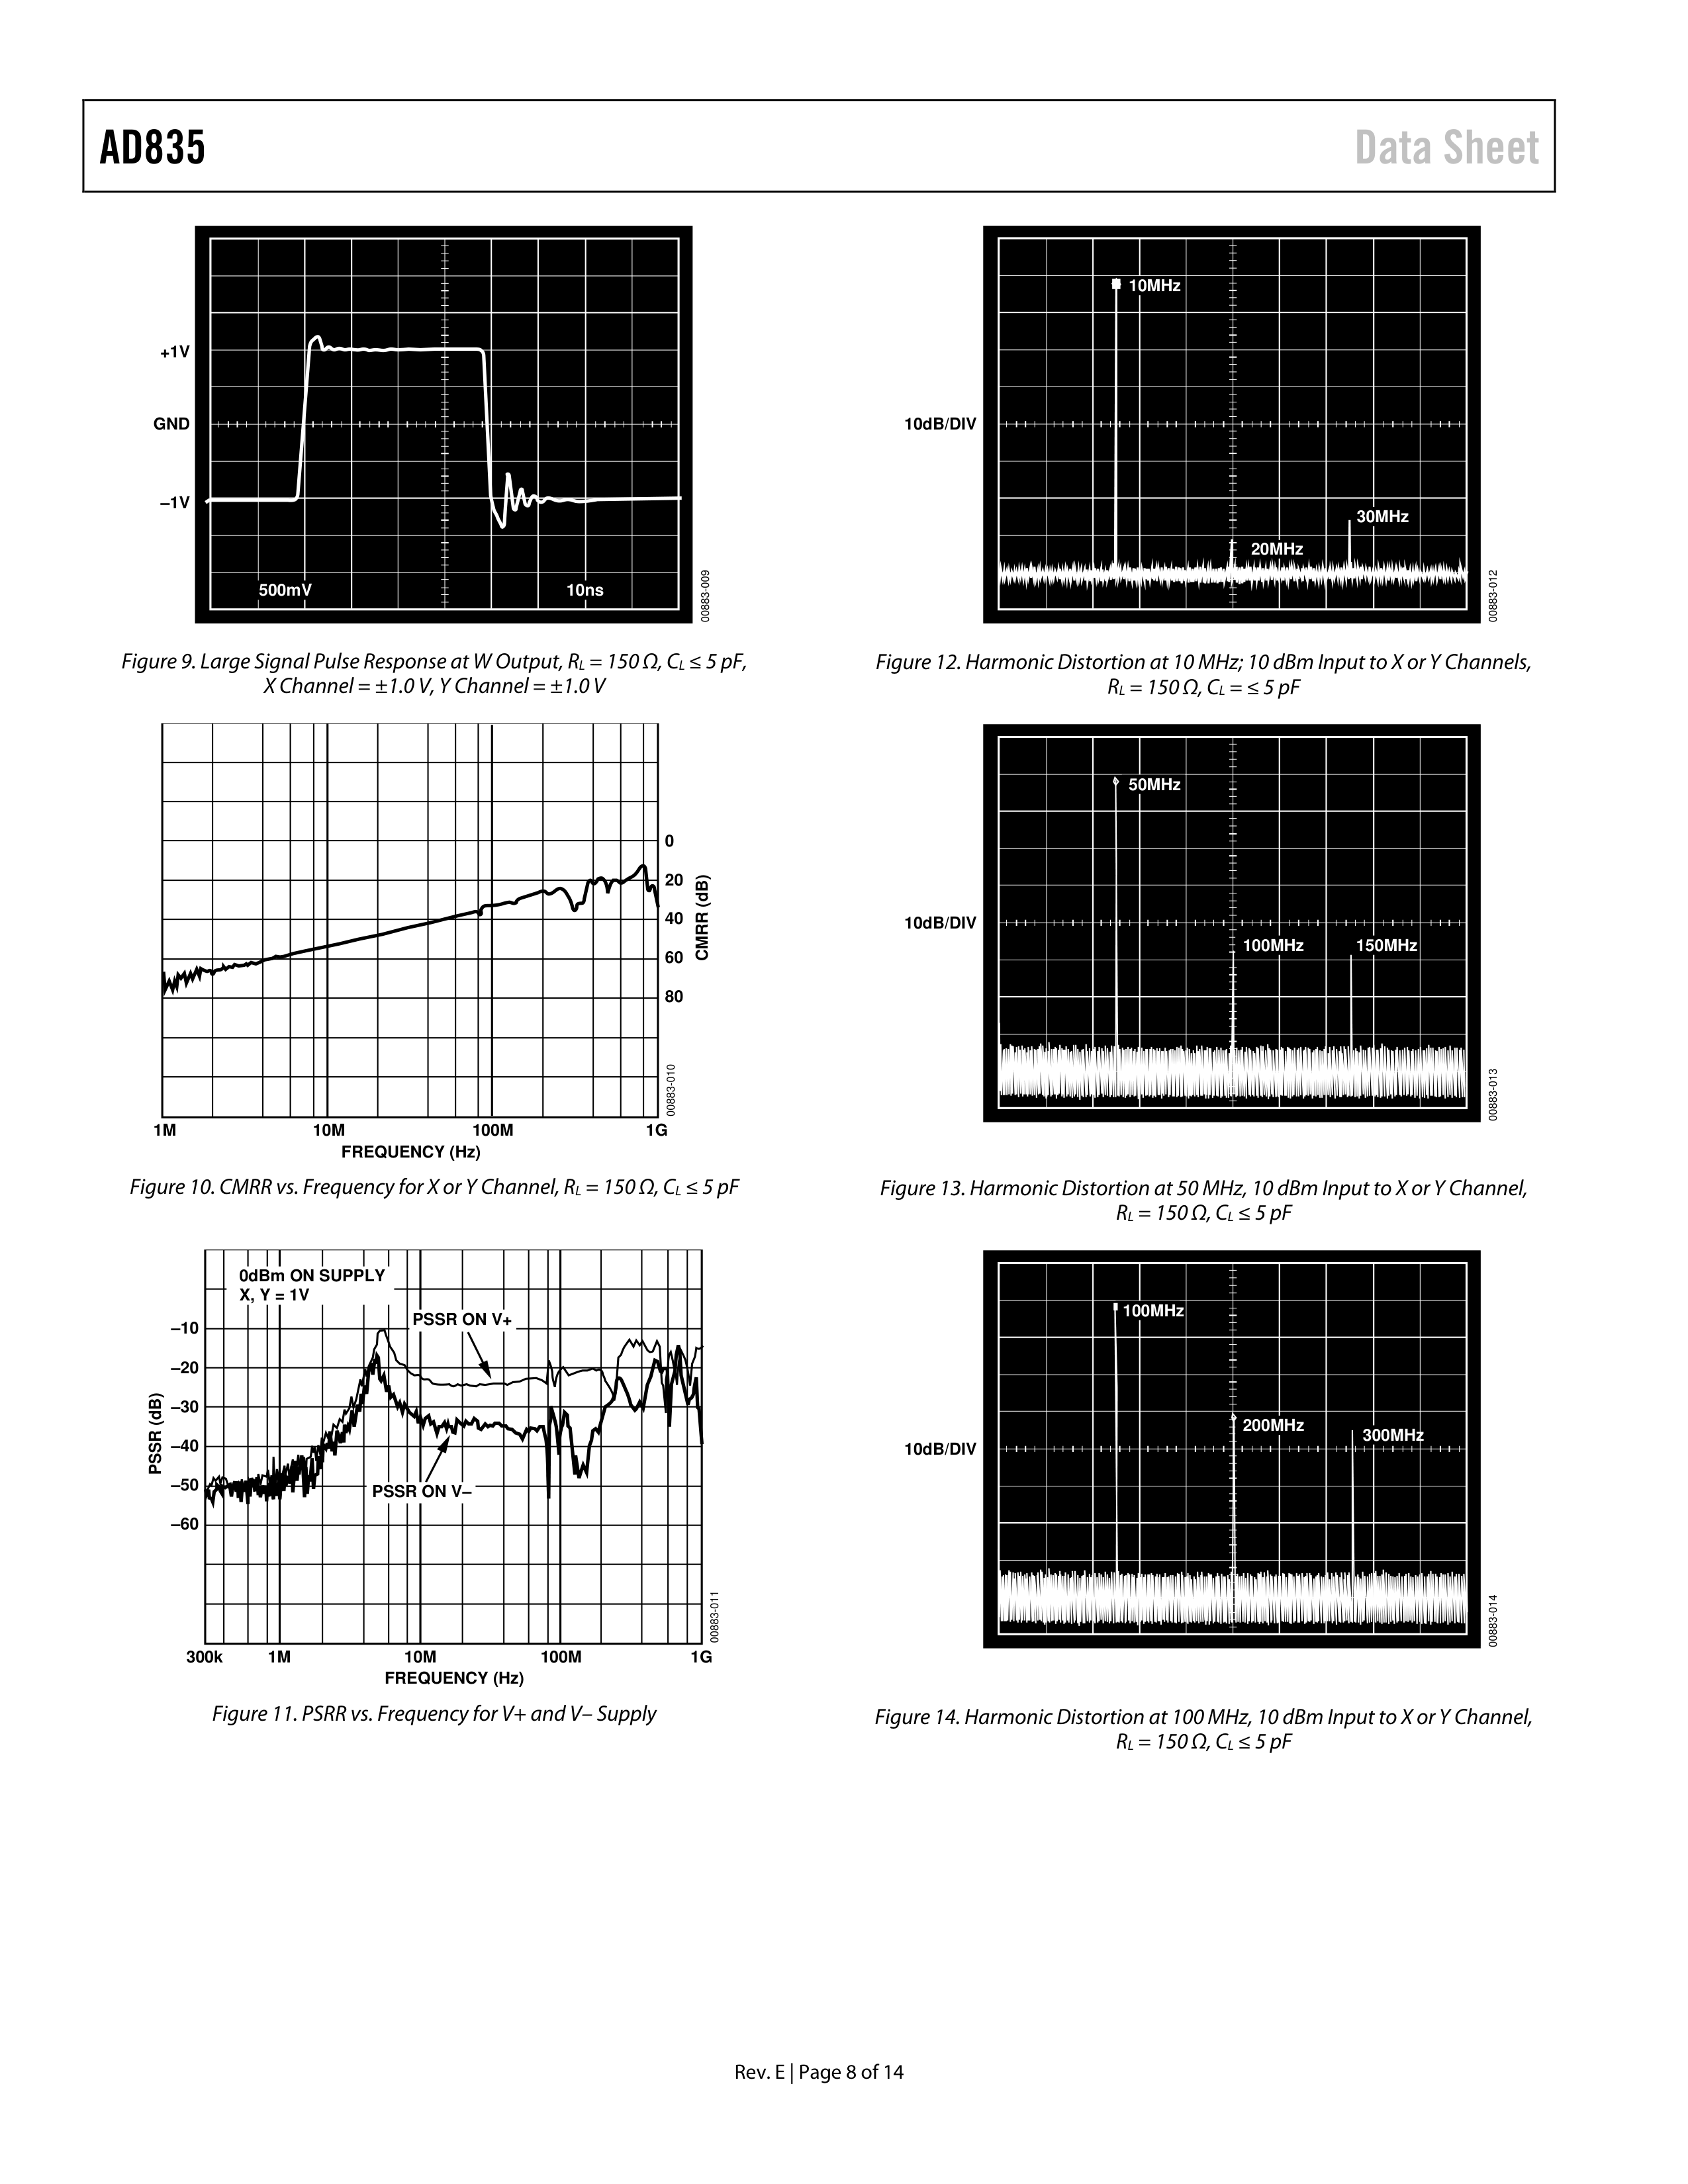 AD835
Data Sheet
+1V
GND
–1V
500mV
10ns
00883-009
Figure 9. Large Signal Pulse Response at W Output, RL = 150 Ω, CL ≤ 5 pF,
X Channel = ±1.0 V, Y Channel = ±1.0 V
0
20
40
60
80
CMRR (dB)
00883-010
1M
10M
100M
1G
FREQUENCY (Hz)
Figure 10. CMRR vs. Frequency for X or Y Channel, RL = 150 Ω, CL ≤ 5 pF
0dBm ON SUPPLY
X, Y = 1V
PSSR ON V+
PSSR ON V–
–10
–20
–30
–40
–50
–60
PSSR (dB)
00883-011
300k
1M
10M
100M
1G
FREQUENCY (Hz)
Figure 11. PSRR vs. Frequency for V+ and V– Supply
10MHz
10dB/DIV
30MHz
20MHz
00883-012
Figure 12. Harmonic Distortion at 10 MHz; 10 dBm Input to X or Y Channels,
RL = 150 Ω, CL = ≤ 5 pF
50MHz
10dB/DIV
100MHz
150MHz
00883-013
Figure 13. Harmonic Distortion at 50 MHz, 10 dBm Input to X or Y Channel,
RL = 150 Ω, CL ≤ 5 pF
100MHz
200MHz
300MHz
10dB/DIV
00883-014
Figure 14. Harmonic Distortion at 100 MHz, 10 dBm Input to X or Y Channel,
RL = 150 Ω, CL ≤ 5 pF
Rev. E | Page 8 of 14